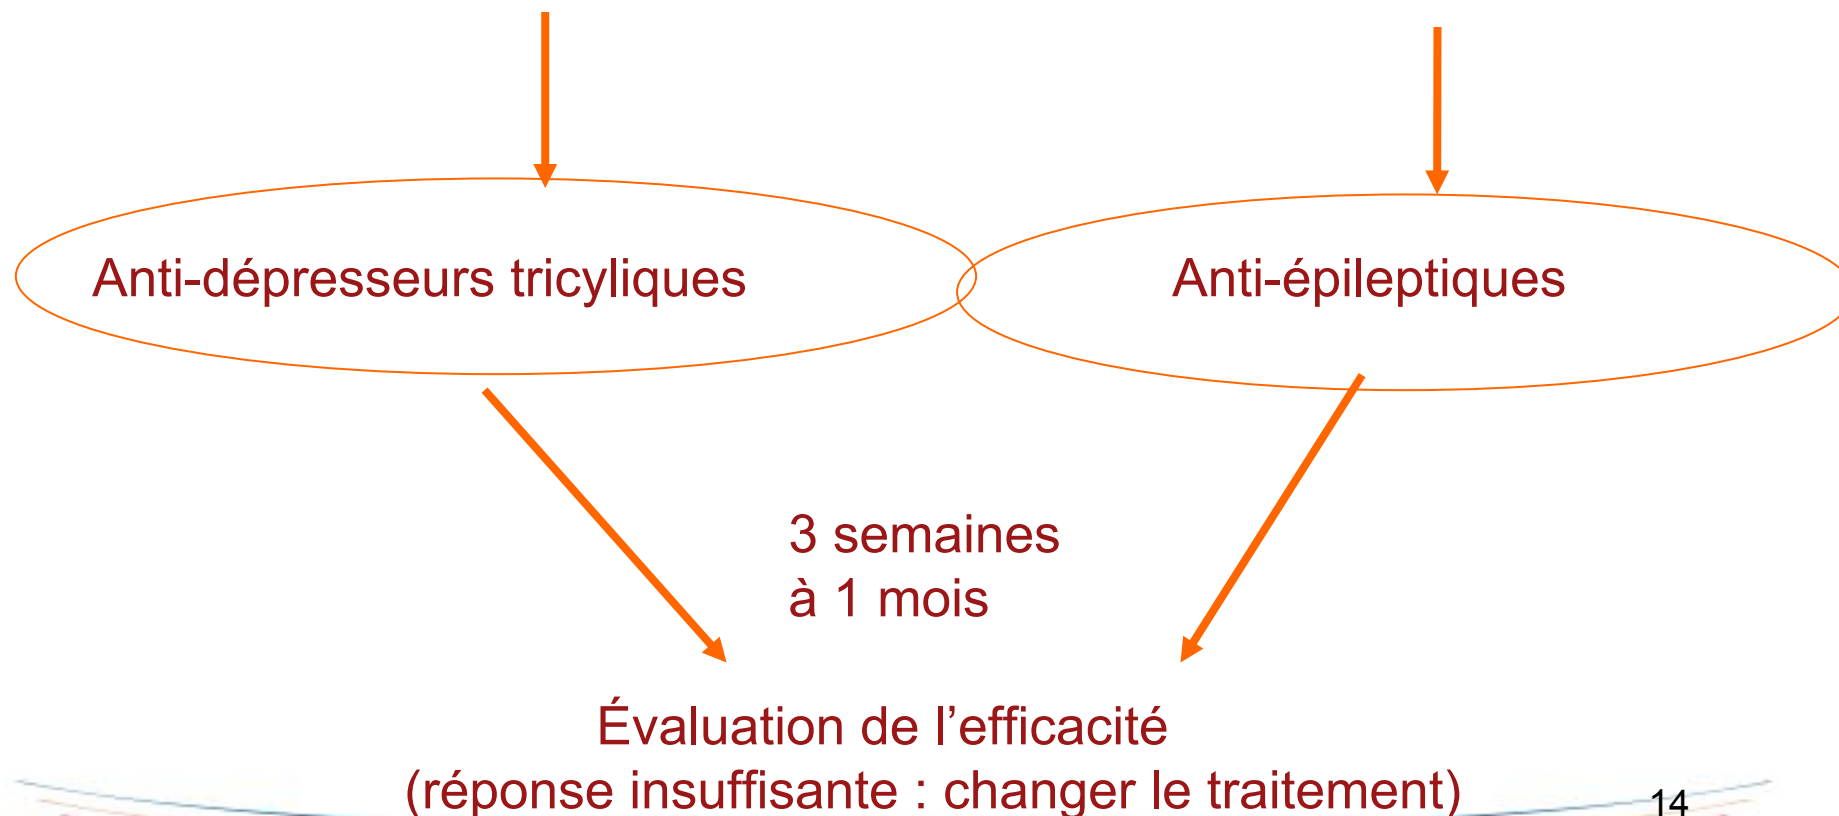 Anti-dépresseurs tricyliques
Anti-épileptiques
3 semaines
à 1 mois
Évaluation de l’efficacité
(réponse insuffisante : changer le traitement)
14